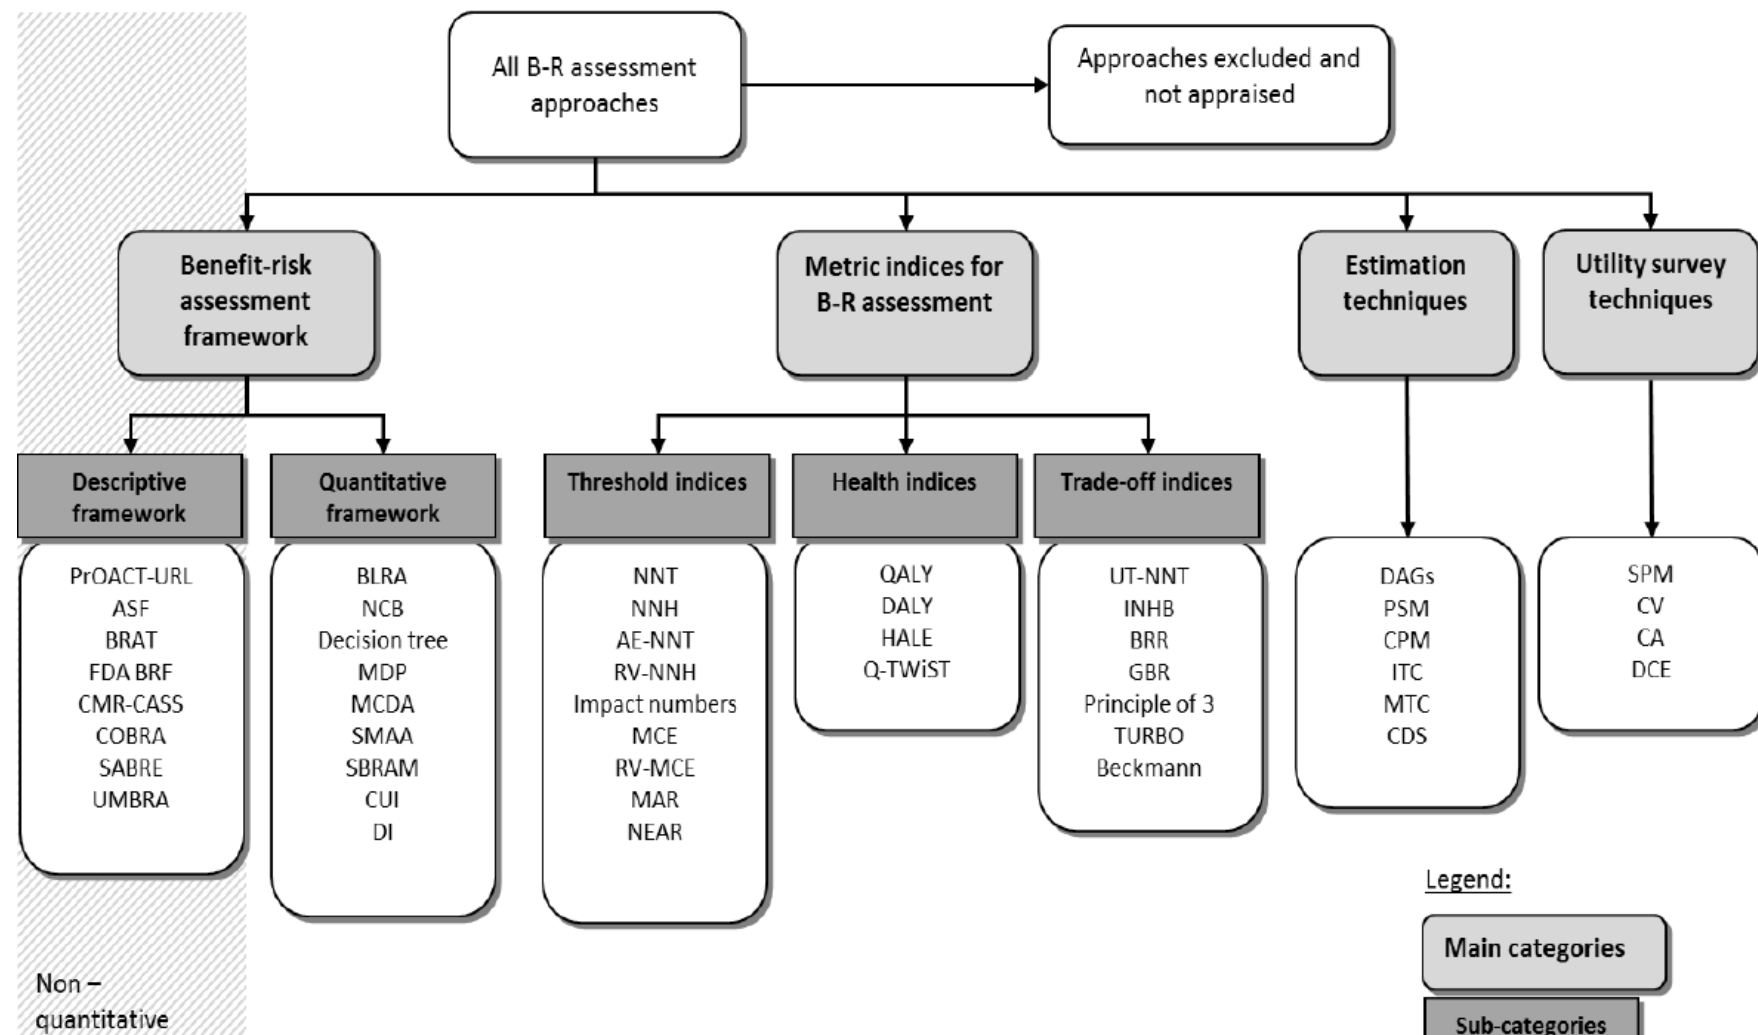 All B-R assessment
approaches
Approaches excluded and
not appraised
Benefit-risk
assessment
framework
Metric indices for
B-R assessment
Estimation
techniques
Utility survey
techniques
Descriptive
framework
Quantitative
framework
Threshold indices
Health indices
Trade-off indices
PrOACT-URL
ASF
BRAT
FDA BRF
CMR-CASS
COBRA
SABRE
UMBRA
BLRA
NCB
Decision tree
MDP
MCDA
SMAA
SBRAM
CUI
DI
NNT
NNH
AE-NNT
RV-NNH
Impact numbers
MCE
RV-MCE
MAR
NEAR
QALY
DALY
HALE
Q-TWiST
UT-NNT
INHB
BRR
GBR
Principle of 3
TURBO
Beckmann
DAGs
PSM
CPM
ITC
MTC
CDS
SPM
CV
CA
DCE
Non –
quantitative
Legend:
Main categories
Sub-categories